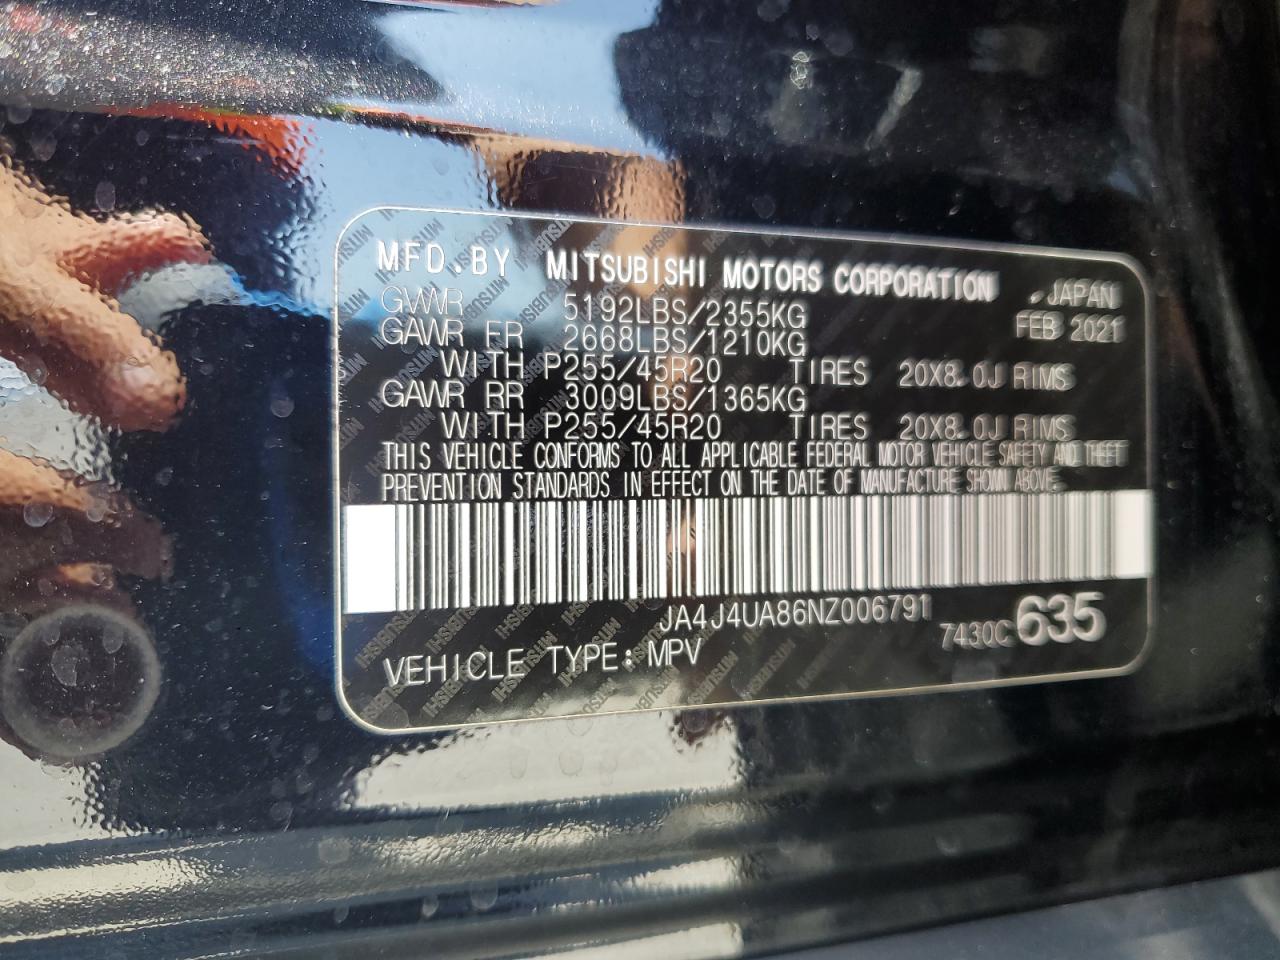 MFD.BY MITSUBISHI MOTORS CORPORATION JAPAN
GVWR 5192LBS/2355KG FEB 2021
GAWR FR 2668LBS/1210KG
WITH P255/45R20 TIRES 20X8.0J RIMS
GAWR RR 3009LBS/1365KG
WITH P255/45R20 TIRES 20X8.0J RIMS
THIS VEHICLE CONFORMS TO ALL APPLICABLE FEDERAL MOTOR VEHICLE SAFETY AND THEFT
PREVENTION STANDARDS IN EFFECT ON THE DATE OF MANUFACTURE SHOWN ABOVE.
JA4J4UA86NZ006791
7430C635
VEHICLE TYPE: MPV